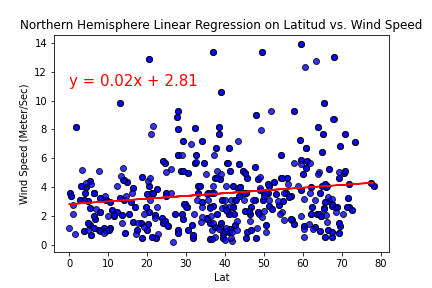 Northern Hemisphere Linear Regression on Latitud vs. Wind Speed
14
12
10
8
6
4
2
0
Wind Speed (Meter/Sec)
y = 0.02x + 2.81
0 10 20 30 40 50 60 70 80
Lat